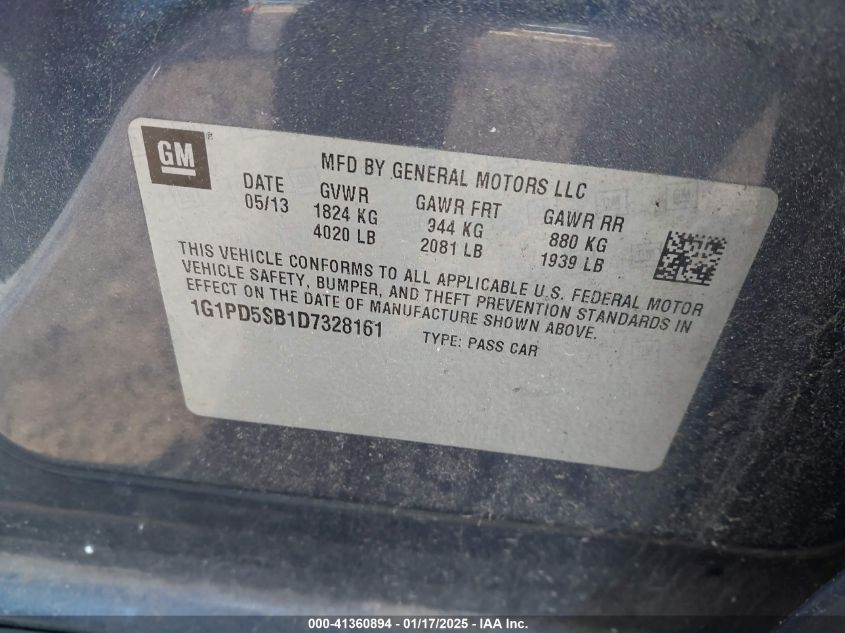 GM®
MFD BY GENERAL MOTORS LLC
DATE GVWR GAWR FRT GAWR RR
05/13 1824 KG 944 KG 880 KG
4020 LB 2081 LB 1939 LB
THIS VEHICLE CONFORMS TO ALL APPLICABLE U.S. FEDERAL MOTOR
VEHICLE SAFETY, BUMPER, AND THEFT PREVENTION STANDARDS IN
EFFECT ON THE DATE OF MANUFACTURE SHOWN ABOVE.
1G1PD5SB1D7328161 TYPE: PASS CAR
000-41360894 - 01/17/2025 - IAA Inc.